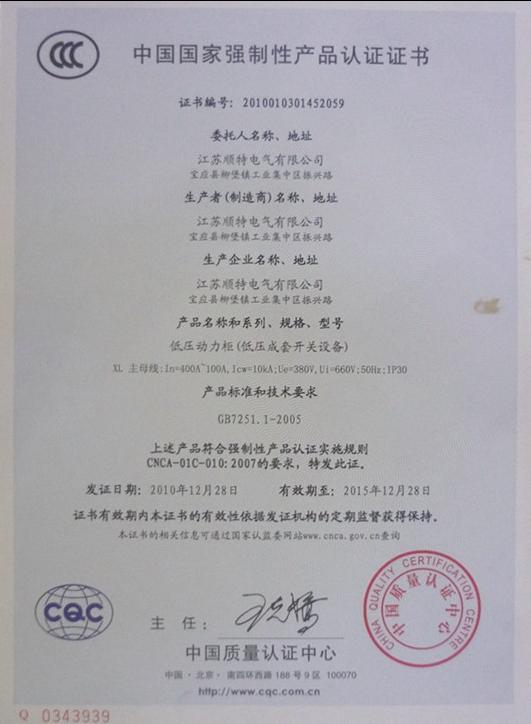 CCC
中国国家强制性产品认证证书
证书编号：2010010301452059
委托人名称、地址
江苏顺特电气有限公司
宝应县柳堡镇工业集中区振兴路
生产者(制造商)名称、地址
江苏顺特电气有限公司
宝应县柳堡镇工业集中区振兴路
生产企业名称、地址
江苏顺特电气有限公司
宝应县柳堡镇工业集中区振兴路
产品名称和系列、规格、型号
低压动力柜(低压成套开关设备)
XL 主母线:In=400A~100A,Icw=10kA;Ue=380V,Ui=660V;50Hz;IP30
产品标准和技术要求
GB7251.1-2005
上述产品符合强制性产品认证实施规则
CNCA-01C-010:2007的要求，特发此证。
发证日期：2010年12月28日 有效期至：2015年12月28日
证书有效期内本证书的有效性依据发证机构的定期监督获得保持。
本证书的相关信息可通过国家认监委网站www.cnca.gov.cn查询
CQC
主任：
CHINA QUALITY CERTIFICATION CENTRE
中国质量认证中心
中国质量认证中心
中国·北京·南四环西路188号9区 100070
http://www.cqc.com.cn
Q 0343939